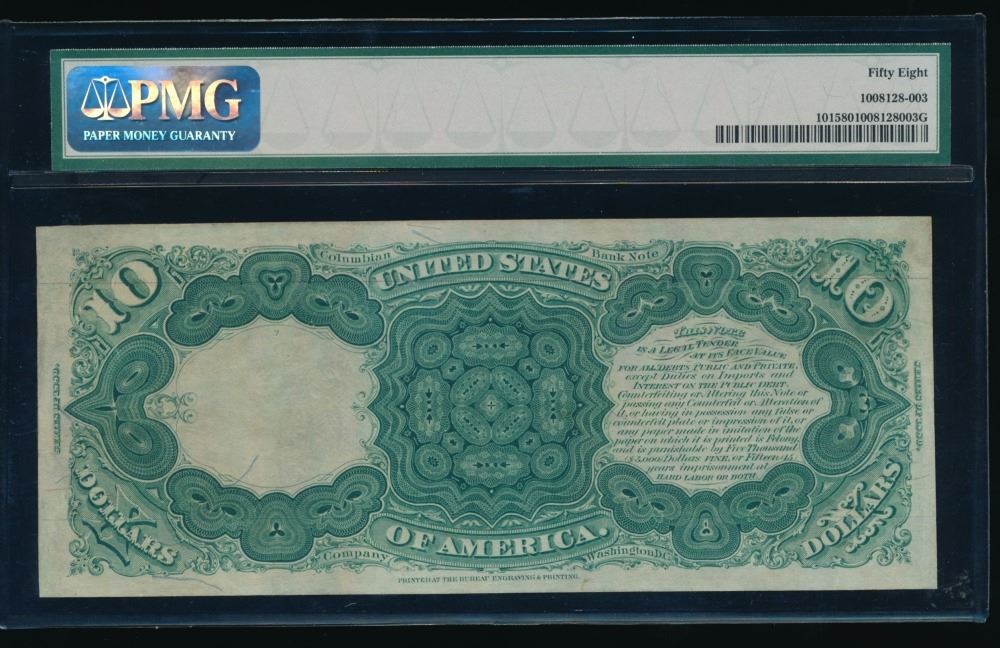 PMG
PAPER MONEY GUARANTY
Fifty Eight
1008128-003
1015801008128003G
10
Columbian
Bank Note
10
UNITED STATES
THIS NOTE
IS A LEGAL TENDER
AT ITS FACE VALUE
FOR ALL DEBTS PUBLIC AND PRIVATE,
except Duties on Imports and
INTEREST ON THE PUBLIC DEBT.
Counterfeiting or Altering this Note or
passing any Counterfeit or Alteration of
it, or having in possession any false or
counterfeit plate or impression of it, or
any paper made in imitation of the
paper on which it is printed is Felony,
and is punishable by Five Thousand
$5,000 Dollars FINE, or Fifteen 15
years imprisonment at
HARD LABOR OR BOTH.
SERIES OF 1880.
SERIES OF 1880.
DOLLARS
DOLLARS
OF AMERICA.
Company
Washington D.C.
PRINTED AT THE BUREAU ENGRAVING & PRINTING.